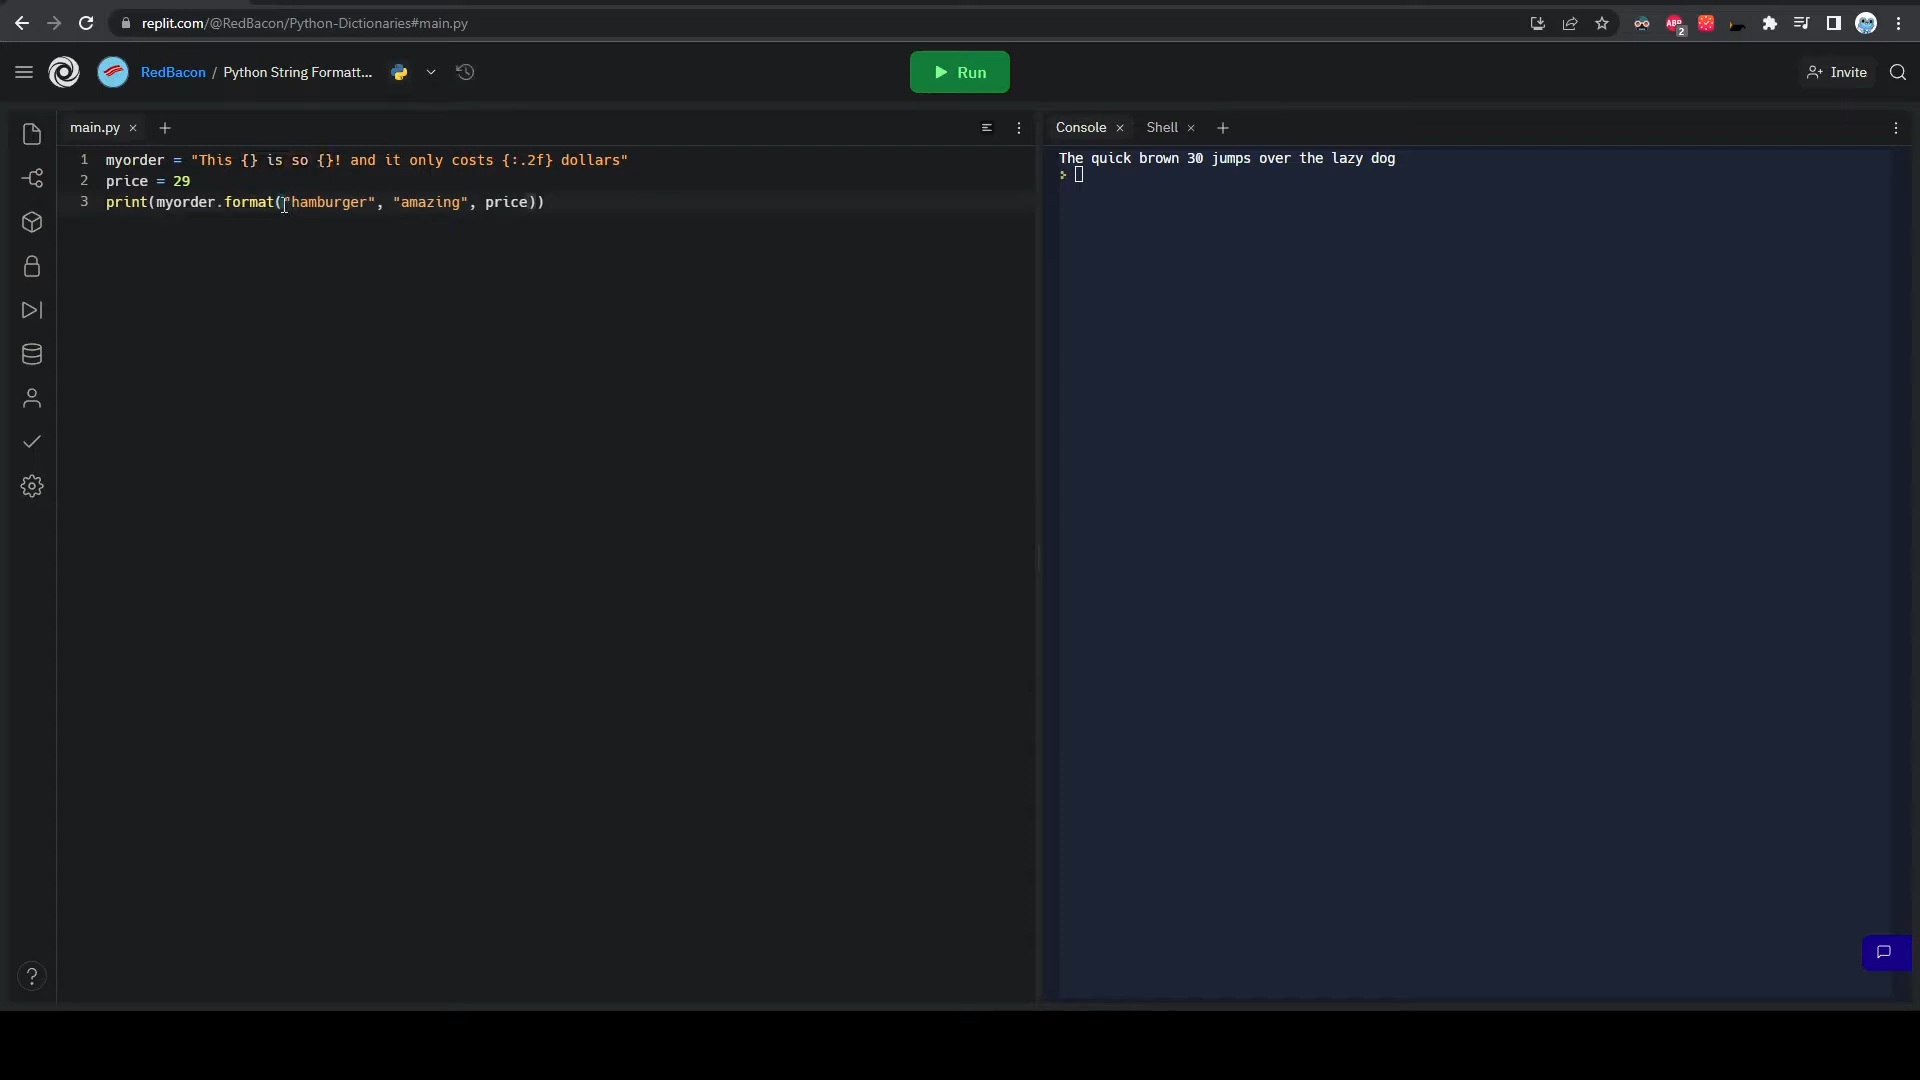 replit.com/@RedBacon/Python-Dictionaries#main.py
ABP
2
RedBacon / Python String Formatt...
Run
Invite
main.py
1 myorder = "This {} is so {}! and it only costs {:.2f} dollars"
2 price = 29
3 print(myorder.format("hamburger", "amazing", price))
Console
Shell
The quick brown 30 jumps over the lazy dog
?